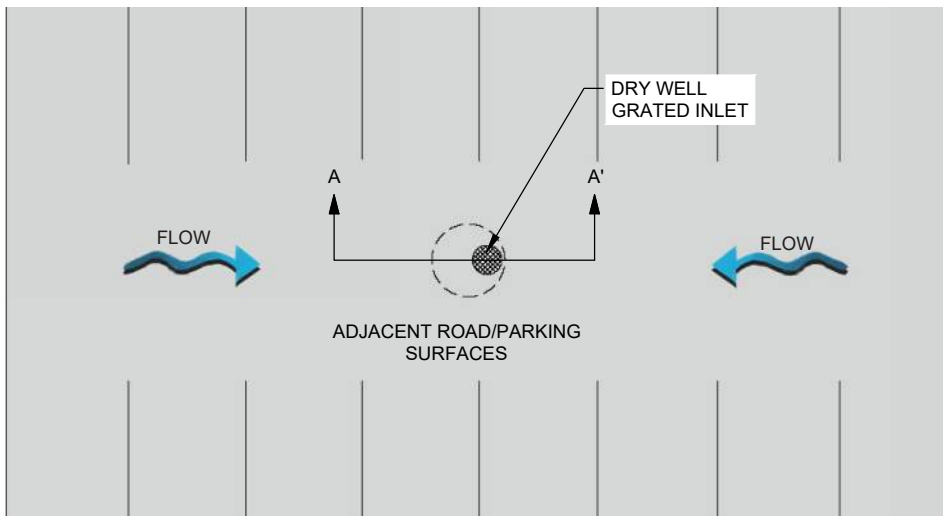 DRY WELL
GRATED INLET
A
A'
FLOW
FLOW
ADJACENT ROAD/PARKING
SURFACES